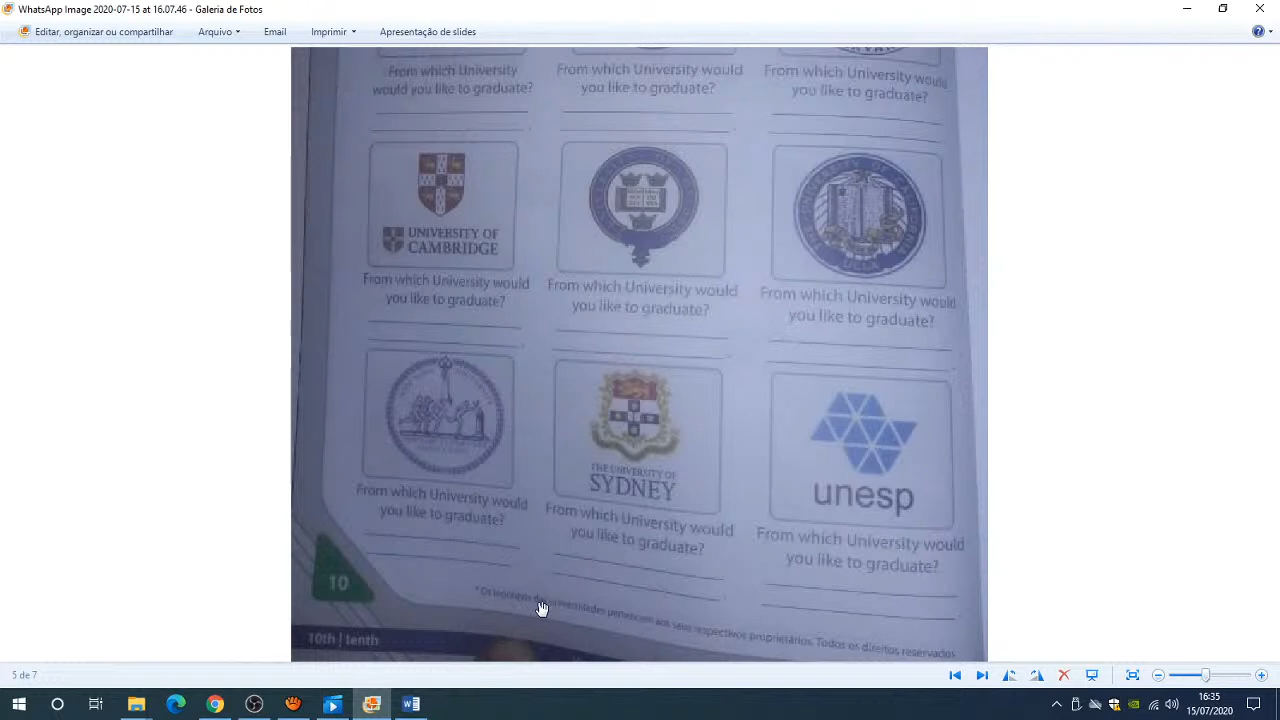 WhatsApp Image 2020-07-15 at 16.07.46 - Galeria de Fotos
Editar, organizar ou compartilhar Arquivo Email Imprimir Apresentação de slides
From which University
would you like to graduate?
From which University would
you like to graduate?
From which University would
you like to graduate?
UNIVERSITY OF
CAMBRIDGE
UCLA
From which University would
you like to graduate?
From which University would
you like to graduate?
From which University would
you like to graduate?
THE UNIVERSITY OF
SYDNEY
unesp
From which University would
you like to graduate?
From which University would
you like to graduate?
From which University would
you like to graduate?
10
* Os logotipos pertencem aos seus respectivos proprietários. Todos os direitos reservados
10th | tenth
5 de 7
16:35
15/07/2020